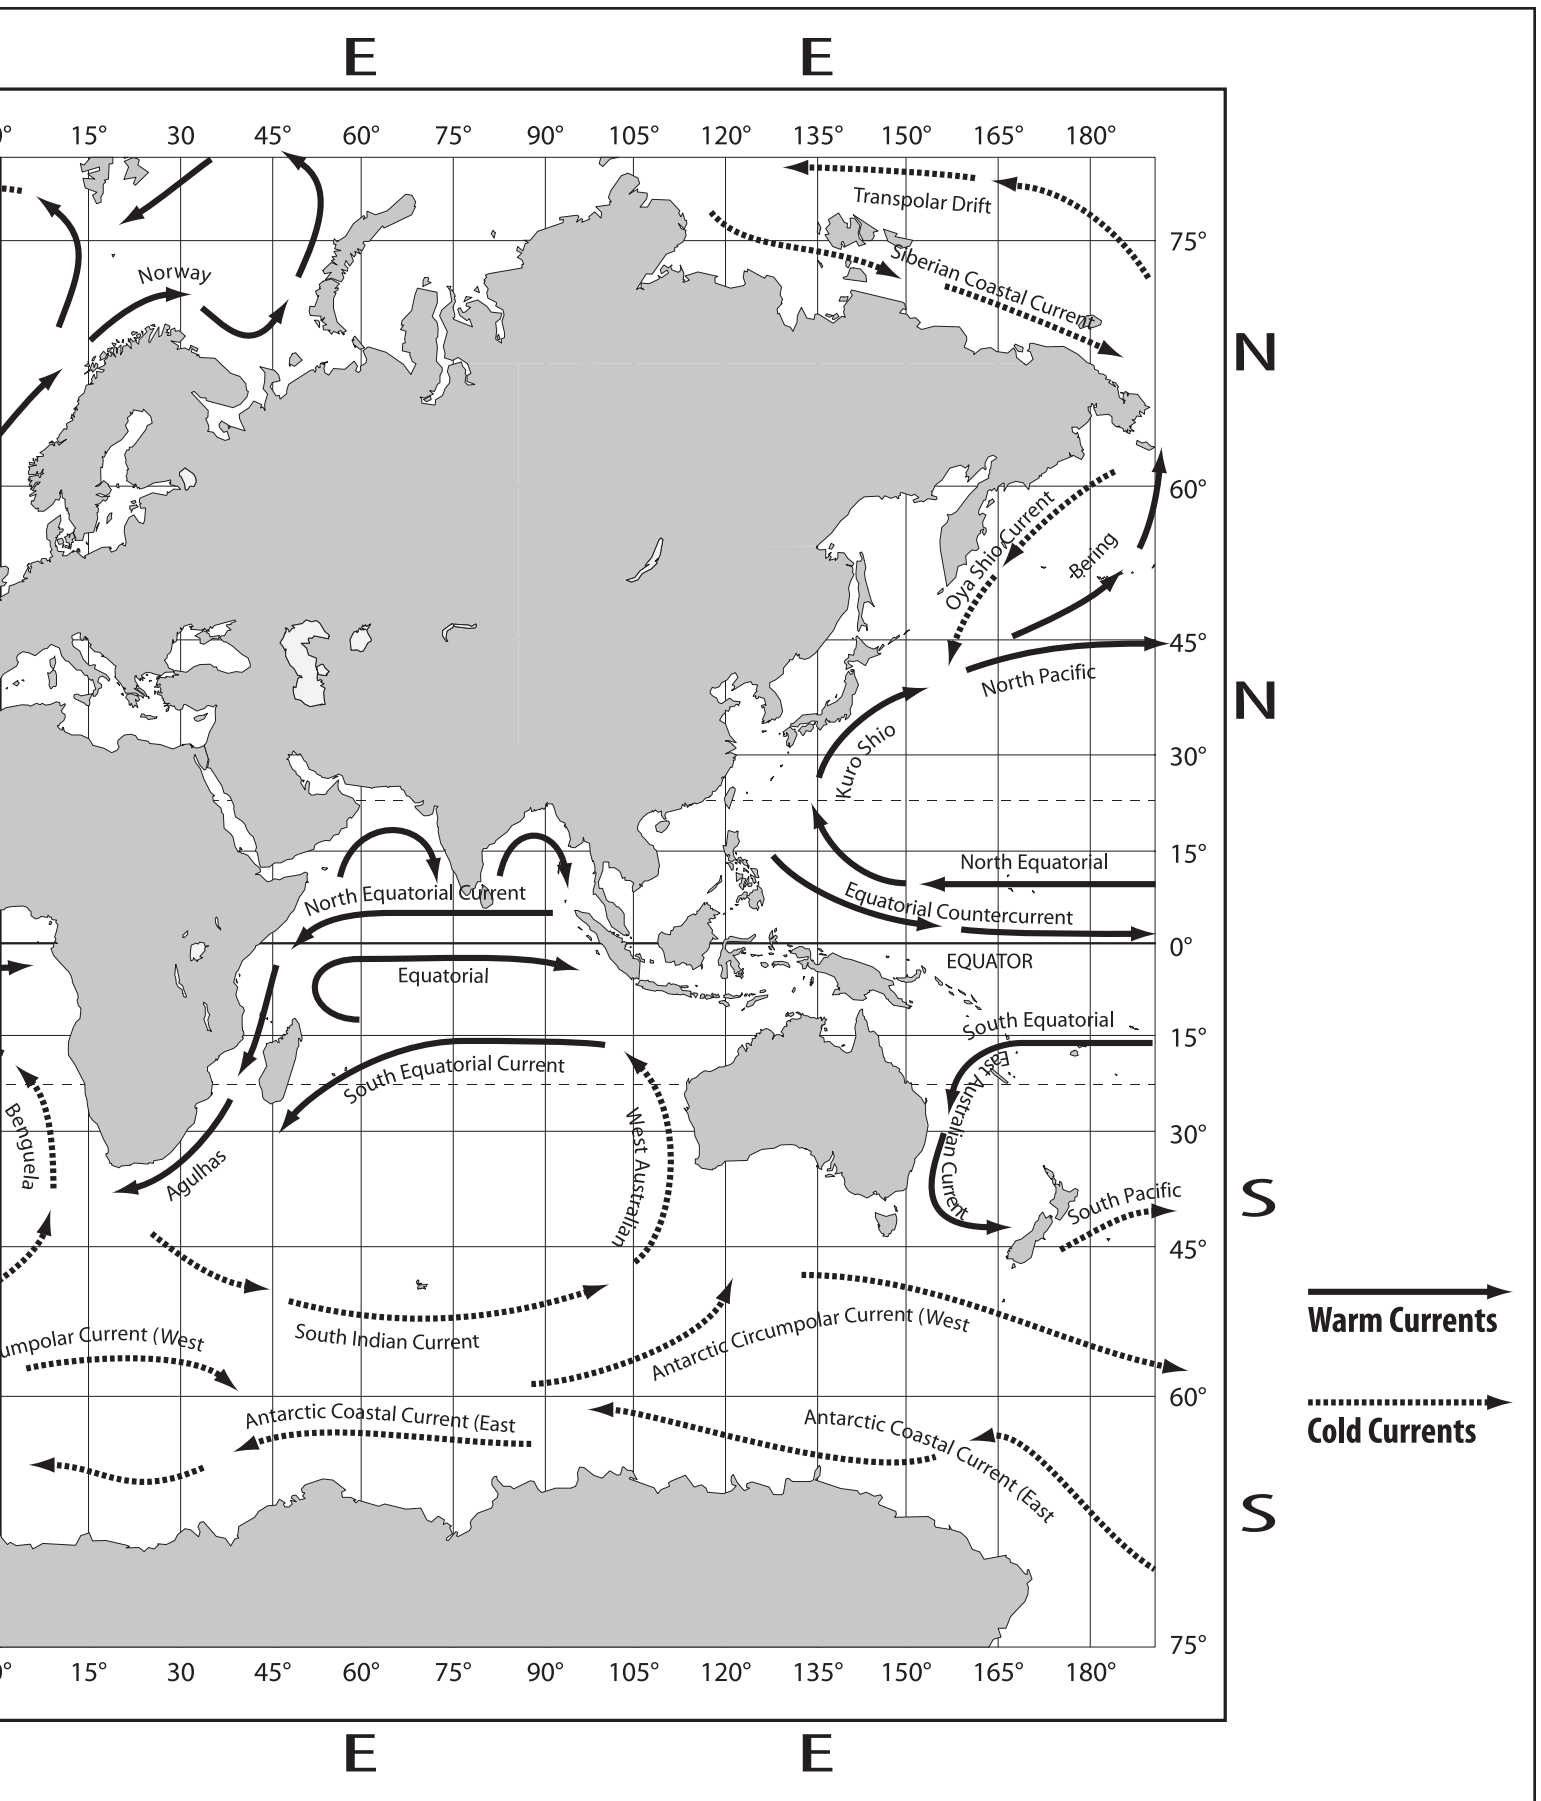 E E
0° 15° 30 45° 60° 75° 90° 105° 120° 135° 150° 165° 180°
Transpolar Drift
75°
Siberian Coastal Current
Norway
N
60°
Oya Shio Current
Bering
45°
North Pacific
N
Kuro Shio
30°
15°
North Equatorial
North Equatorial Current
Equatorial Countercurrent
0°
EQUATOR
Equatorial
South Equatorial
15°
South Equatorial Current
East Australian Current
Benguela
West Australian
30°
Agulhas
South Pacific
S
45°
Warm Currents
South Indian Current
Antarctic Circumpolar Current (West
umpolar Current (West
60°
Antarctic Coastal Current (East
Antarctic Coastal Current (East
Cold Currents
S
75°
0° 15° 30 45° 60° 75° 90° 105° 120° 135° 150° 165° 180°
E E